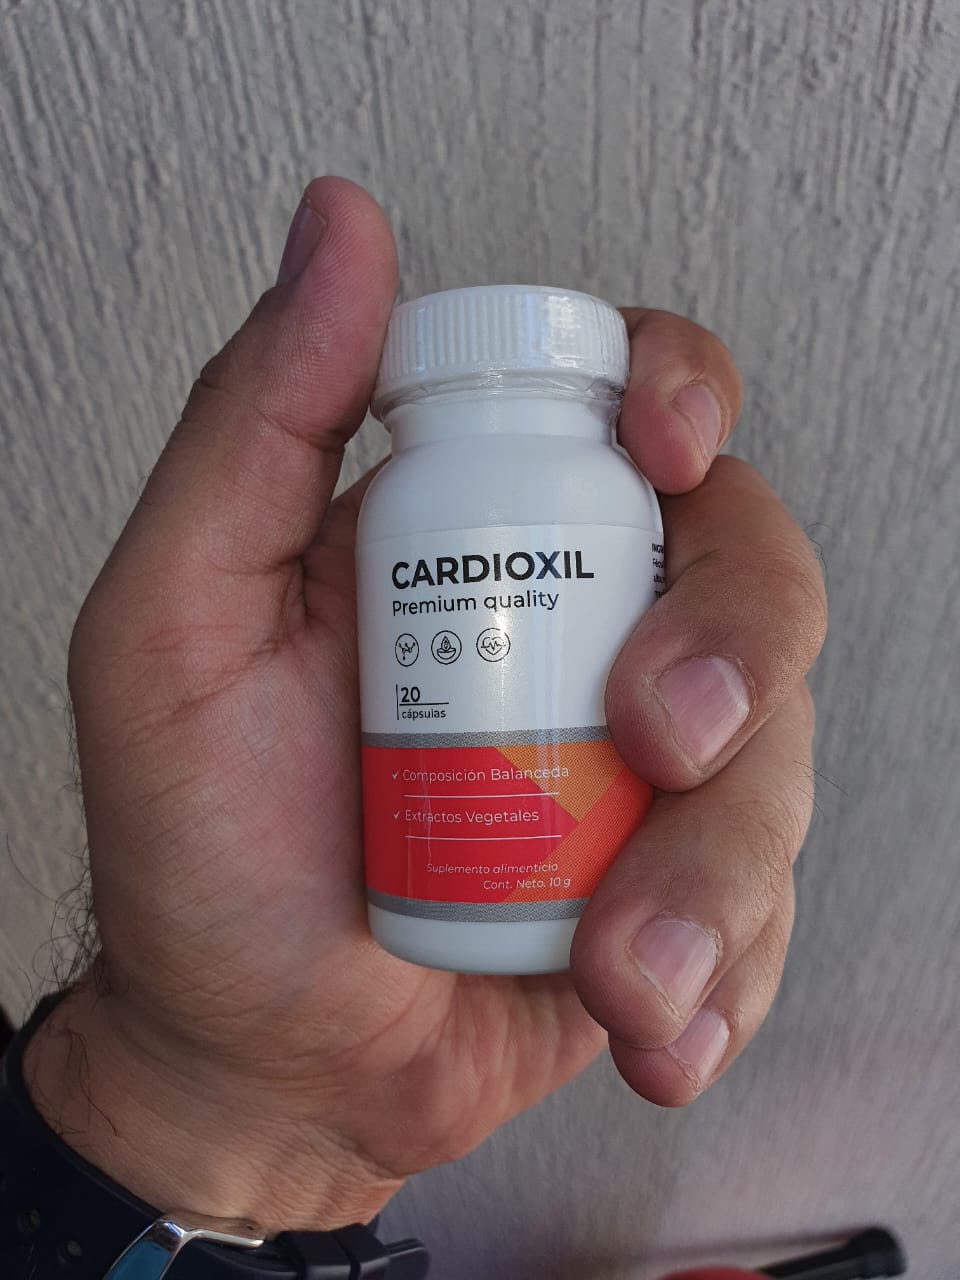 CARDIOXIL
Premium quality
20
cápsulas
✓ Composición Balanceda
✓ Extractos Vegetales
Suplemento alimenticio
Cont. Neto. 10 g